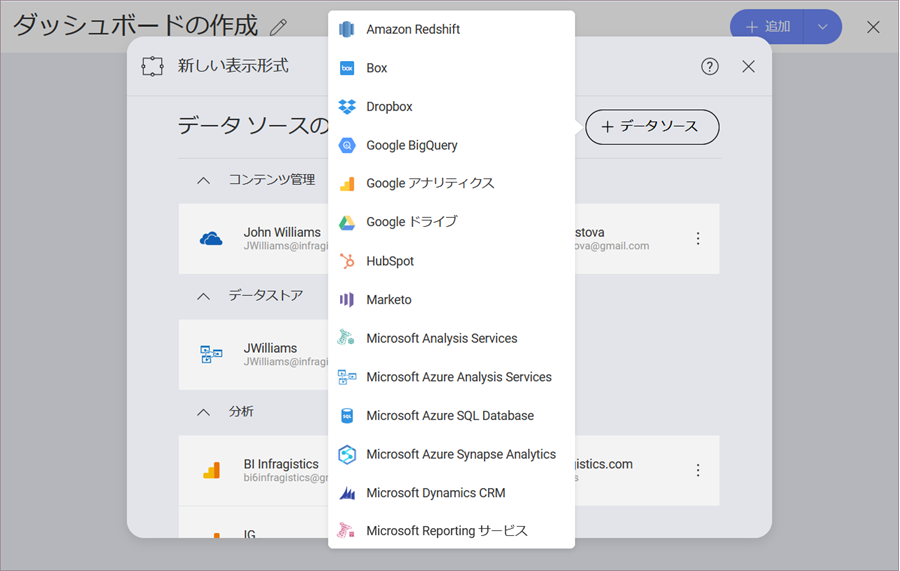 ダッシュボードの作成
+ 追加
新しい表示形式
データ ソースの
+ データソース
コンテンツ管理
John Williams
JWilliams@infragi
stova
ova@gmail.com
データストア
JWilliams
JWilliams@infragi
分析
BI Infragistics
bi6infragistics@gr
istics.com
s
IG
Amazon Redshift
Box
Dropbox
Google BigQuery
Google アナリティクス
Google ドライブ
HubSpot
Marketo
Microsoft Analysis Services
Microsoft Azure Analysis Services
Microsoft Azure SQL Database
Microsoft Azure Synapse Analytics
Microsoft Dynamics CRM
Microsoft Reporting サービス